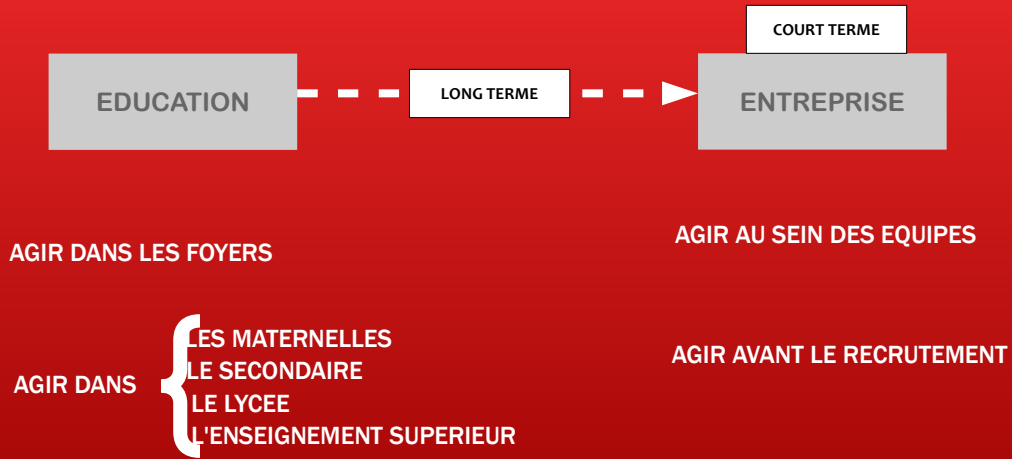 COURT TERME
EDUCATION
LONG TERME
ENTREPRISE
AGIR DANS LES FOYERS
AGIR DANS
LES MATERNELLES
LE SECONDAIRE
LE LYCEE
L'ENSEIGNEMENT SUPERIEUR
AGIR AU SEIN DES EQUIPES
AGIR AVANT LE RECRUTEMENT